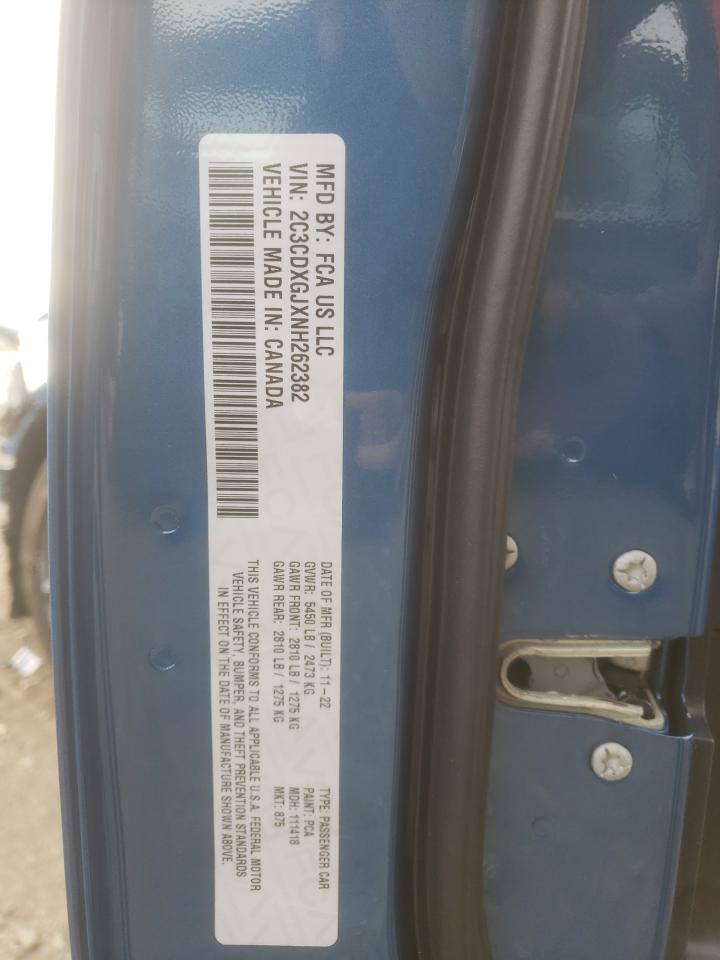 MFD BY: FCA US LLC
VIN: 2C3CDXGJXNH262382
VEHICLE MADE IN: CANADA
DATE OF MFR (BUILT): 11-22
GVWR: 5450 LB / 2473 KG
GAWR FRONT: 2810 LB / 1275 KG
GAWR REAR: 2810 LB / 1275 KG
TYPE: PASSENGER CAR
PAINT: PCA
MDH: 111418
MKT: 875
THIS VEHICLE CONFORMS TO ALL APPLICABLE U.S.A. FEDERAL MOTOR
VEHICLE SAFETY, BUMPER, AND THEFT PREVENTION STANDARDS
IN EFFECT ON THE DATE OF MANUFACTURE SHOWN ABOVE.